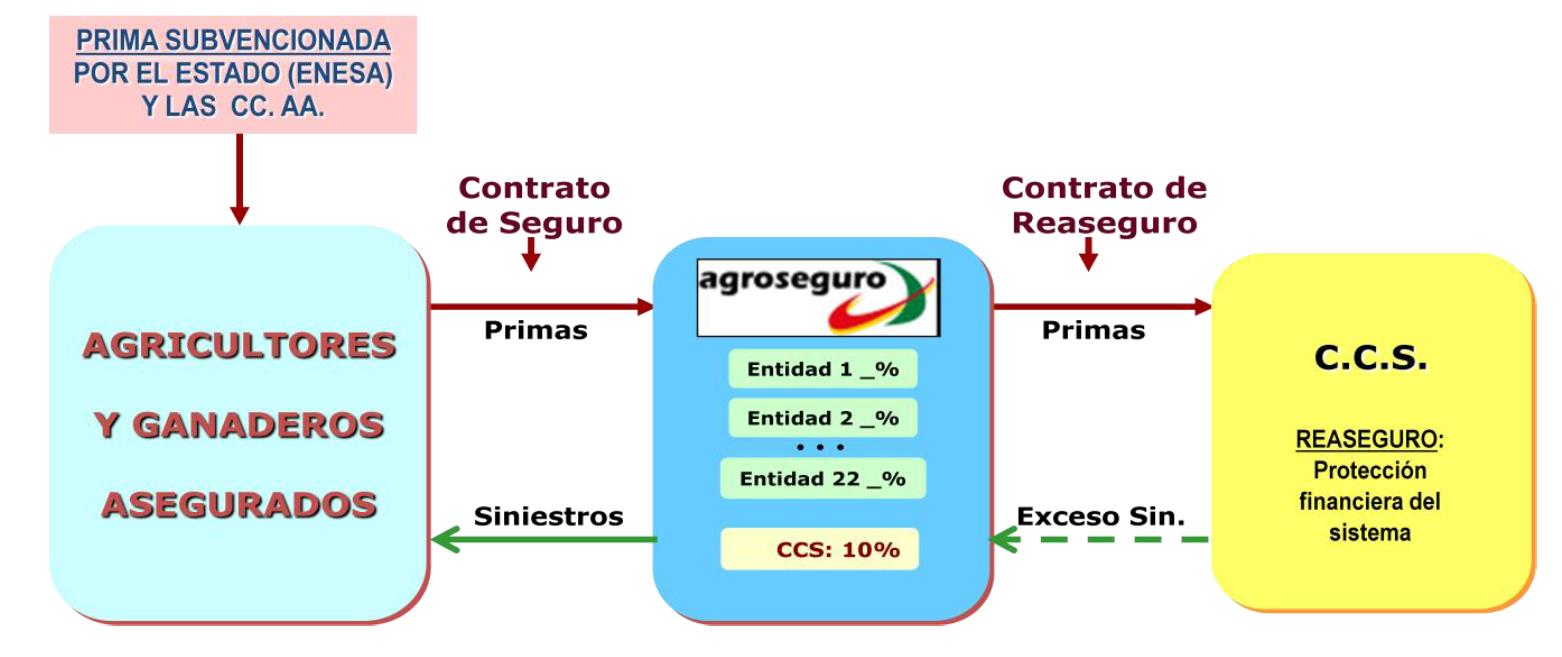 PRIMA SUBVENCIONADA
POR EL ESTADO (ENESA)
Y LAS CC. AA.
Contrato
de Seguro
Contrato de
Reaseguro
AGRICULTORES
Y GANADEROS
ASEGURADOS
Primas
Siniestros
agroseguro
Entidad 1 _%
Entidad 2 _%
...
Entidad 22 _%
CCS: 10%
Primas
Exceso Sin.
C.C.S.
REASEGURO:
Protección
financiera del
sistema